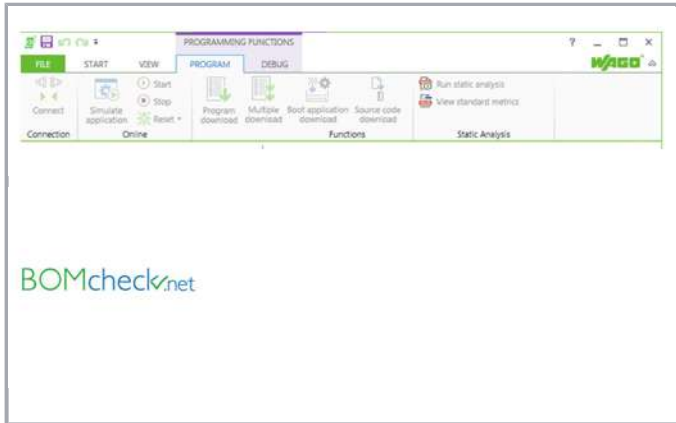 PROGRAMMING FUNCTIONS
?
WAGO
FILE START VIEW PROGRAM DEBUG
Connect
Simulate application
Start
Stop
Reset
Program download
Multiple download
Boot application download
Source code download
Run static analysis
View standard metrics
Connection Online Functions Static Analysis
BOMcheck.net